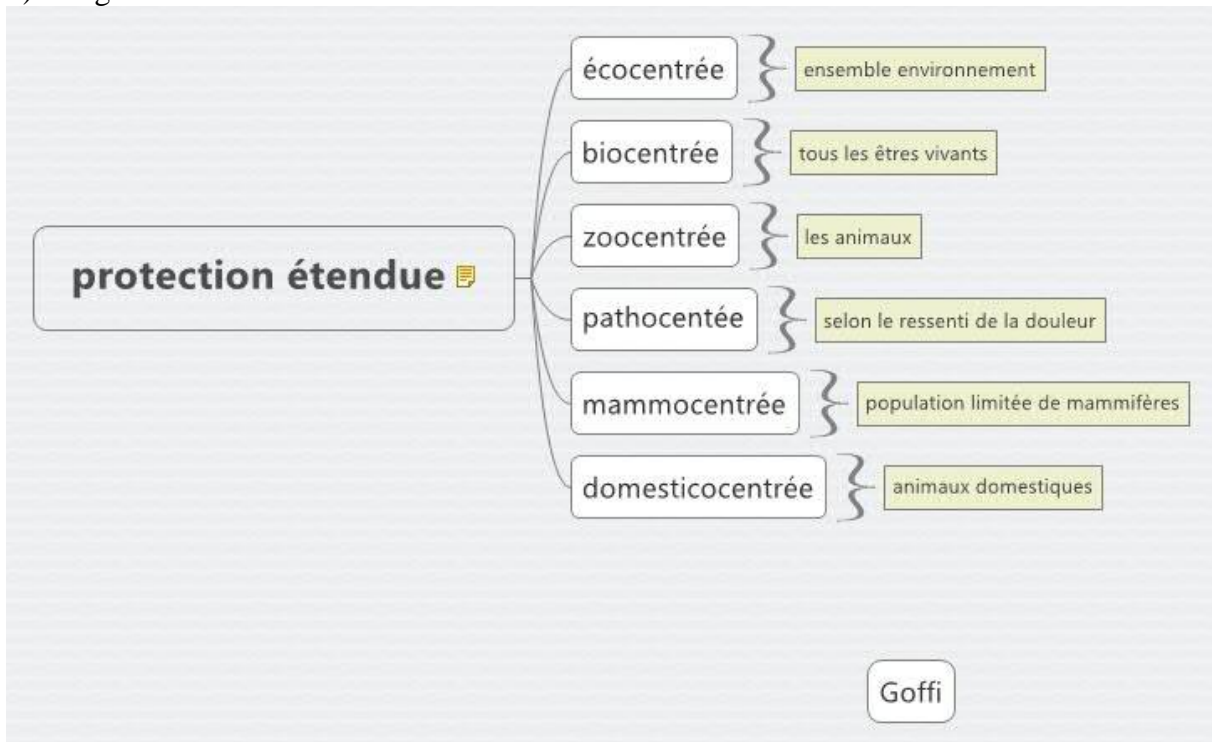 écocentrée
ensemble environnement
biocentrée
tous les êtres vivants
zoocentrée
les animaux
protection étendue
pathocentée
selon le ressenti de la douleur
mammocentrée
population limitée de mammifères
domesticocentrée
animaux domestiques
Goffi